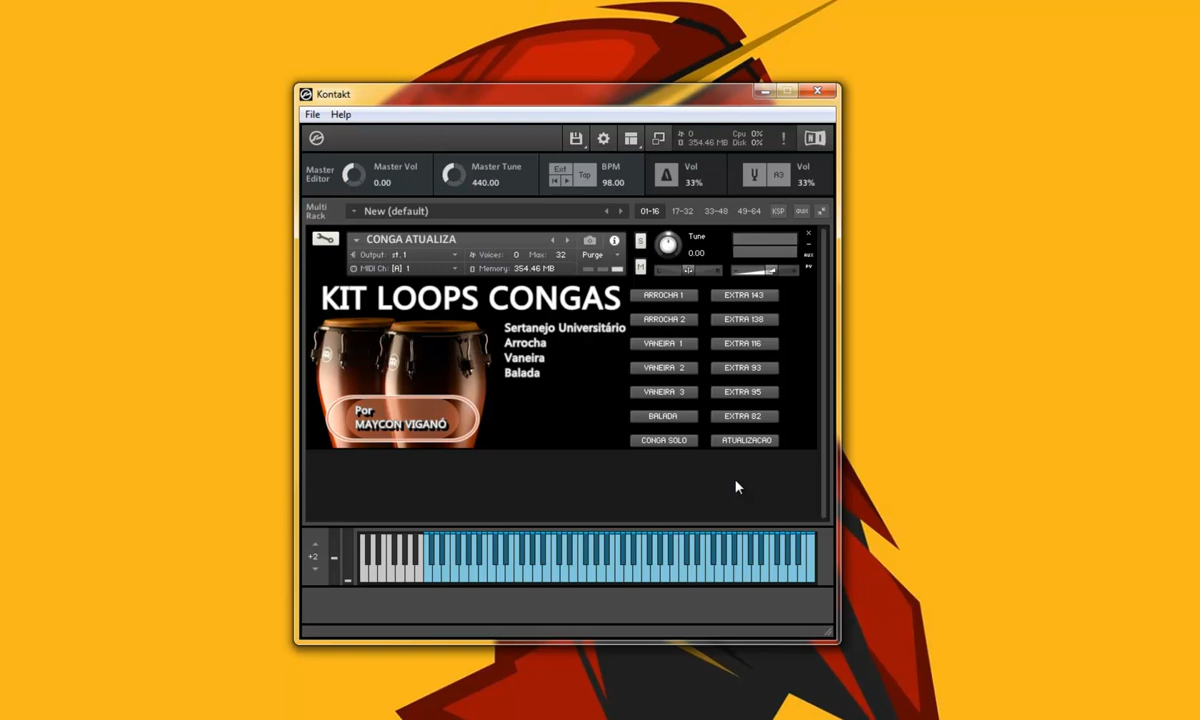 Kontakt
File Help
0 Cpu 0%
354.46 MB Disk 0%
!
Master Editor
Master Vol
0.00
Master Tune
440.00
Ext
Tap
BPM
98.00
Vol
33%
A3
Vol
33%
Multi Rack
New (default)
01-16 17-32 33-48 49-64 KSP AUX
CONGA ATUALIZA
Output: st.1 Voices: 0 Max: 32 Purge
MIDI Ch: [A] 1 Memory: 354.46 MB
S
M
Tune
0.00
L R
AUX
PV
KIT LOOPS CONGAS
Sertanejo Universitário
Arrocha
Vaneira
Balada
Por
MAYCON VIGANÓ
ARROCHA 1 EXTRA 143
ARROCHA 2 EXTRA 138
VANEIRA 1 EXTRA 116
VANEIRA 2 EXTRA 93
VANEIRA 3 EXTRA 95
BALADA EXTRA 82
CONGA SOLO ATUALIZACAO
+2